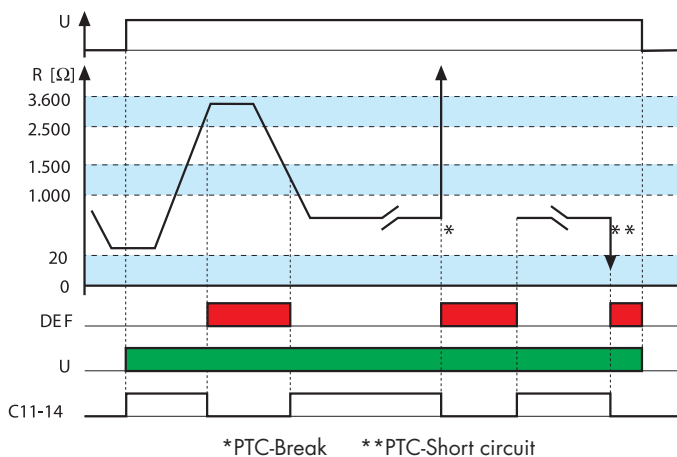 U
R [Ω]
3.600
2.500
1.500
1.000
*
**
20
0
DEF
U
C11-14
*PTC-Break **PTC-Short circuit